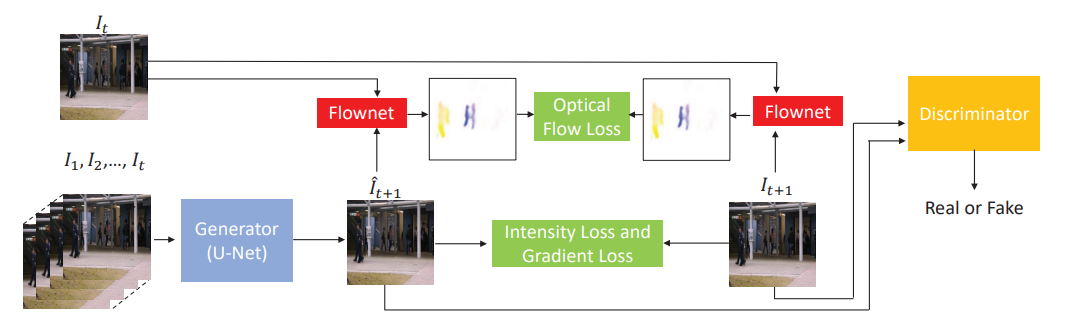 I_t
Flownet
Optical
Flow Loss
Flownet
Discriminator
I_1, I_2,..., I_t
Î_{t+1}
I_{t+1}
Real or Fake
Generator
(U-Net)
Intensity Loss and
Gradient Loss